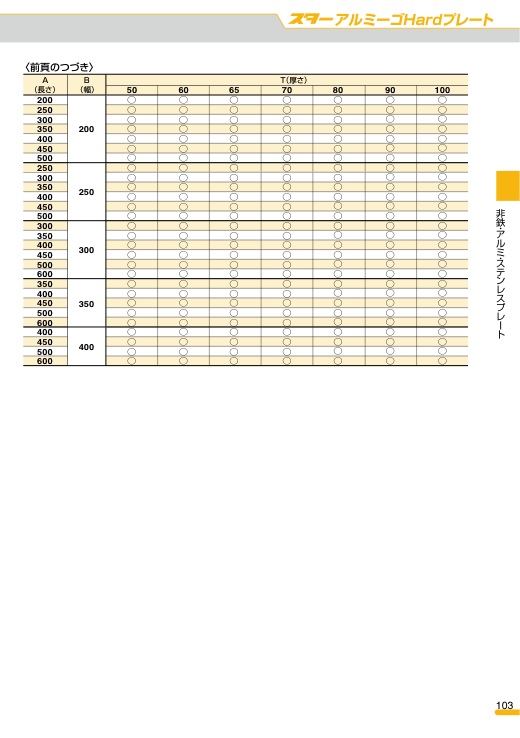 スターアルミーゴHardプレート
〈前頁のつづき〉
A（長さ） B（幅） T（厚さ）
50 60 65 70 80 90 100
200 ○ ○ ○ ○ ○ ○ ○
250 ○ ○ ○ ○ ○ ○ ○
300 ○ ○ ○ ○ ○ ○ ○
350 200 ○ ○ ○ ○ ○ ○ ○
400 ○ ○ ○ ○ ○ ○ ○
450 ○ ○ ○ ○ ○ ○ ○
500 ○ ○ ○ ○ ○ ○ ○
250 ○ ○ ○ ○ ○ ○ ○
300 ○ ○ ○ ○ ○ ○ ○
350 250 ○ ○ ○ ○ ○ ○ ○
400 ○ ○ ○ ○ ○ ○ ○
450 ○ ○ ○ ○ ○ ○ ○
500 ○ ○ ○ ○ ○ ○ ○
300 ○ ○ ○ ○ ○ ○ ○
350 ○ ○ ○ ○ ○ ○ ○
400 300 ○ ○ ○ ○ ○ ○ ○
450 ○ ○ ○ ○ ○ ○ ○
500 ○ ○ ○ ○ ○ ○ ○
600 ○ ○ ○ ○ ○ ○ ○
350 ○ ○ ○ ○ ○ ○ ○
400 ○ ○ ○ ○ ○ ○ ○
450 350 ○ ○ ○ ○ ○ ○ ○
500 ○ ○ ○ ○ ○ ○ ○
600 ○ ○ ○ ○ ○ ○ ○
400 ○ ○ ○ ○ ○ ○ ○
450 400 ○ ○ ○ ○ ○ ○ ○
500 ○ ○ ○ ○ ○ ○ ○
600 ○ ○ ○ ○ ○ ○ ○
非鉄・アルミ・ステンレスプレート
103